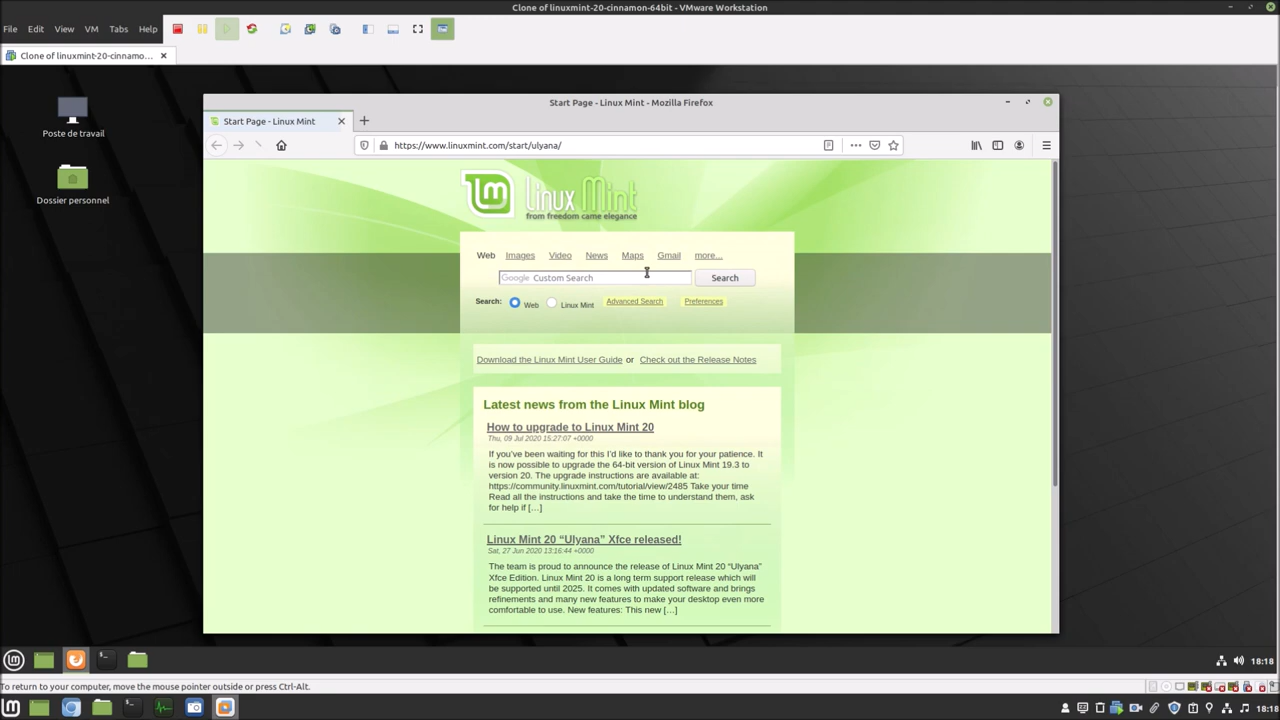 Clone of linuxmint-20-cinnamon-64bit - VMware Workstation
File Edit View VM Tabs Help
Clone of linuxmint-20-cinnamo...
Poste de travail
Dossier personnel
Start Page - Linux Mint - Mozilla Firefox
Start Page - Linux Mint
https://www.linuxmint.com/start/ulyana/
Linux Mint
from freedom came elegance
Web Images Video News Maps Gmail more...
Google Custom Search Search
Search: Web Linux Mint Advanced Search Preferences
Download the Linux Mint User Guide or Check out the Release Notes
Latest news from the Linux Mint blog
How to upgrade to Linux Mint 20
Thu, 09 Jul 2020 15:27:07 +0000
If you’ve been waiting for this I’d like to thank you for your patience. It
is now possible to upgrade the 64-bit version of Linux Mint 19.3 to
version 20. The upgrade instructions are available at:
https://community.linuxmint.com/tutorial/view/2485 Take your time
Read all the instructions and take the time to understand them, ask
for help if […]
Linux Mint 20 “Ulyana” Xfce released!
Sat, 27 Jun 2020 13:16:44 +0000
The team is proud to announce the release of Linux Mint 20 “Ulyana”
Xfce Edition. Linux Mint 20 is a long term support release which will
be supported until 2025. It comes with updated software and brings
refinements and many new features to make your desktop even more
comfortable to use. New features: This new […]
18:18
To return to your computer, move the mouse pointer outside or press Ctrl-Alt.
18:18